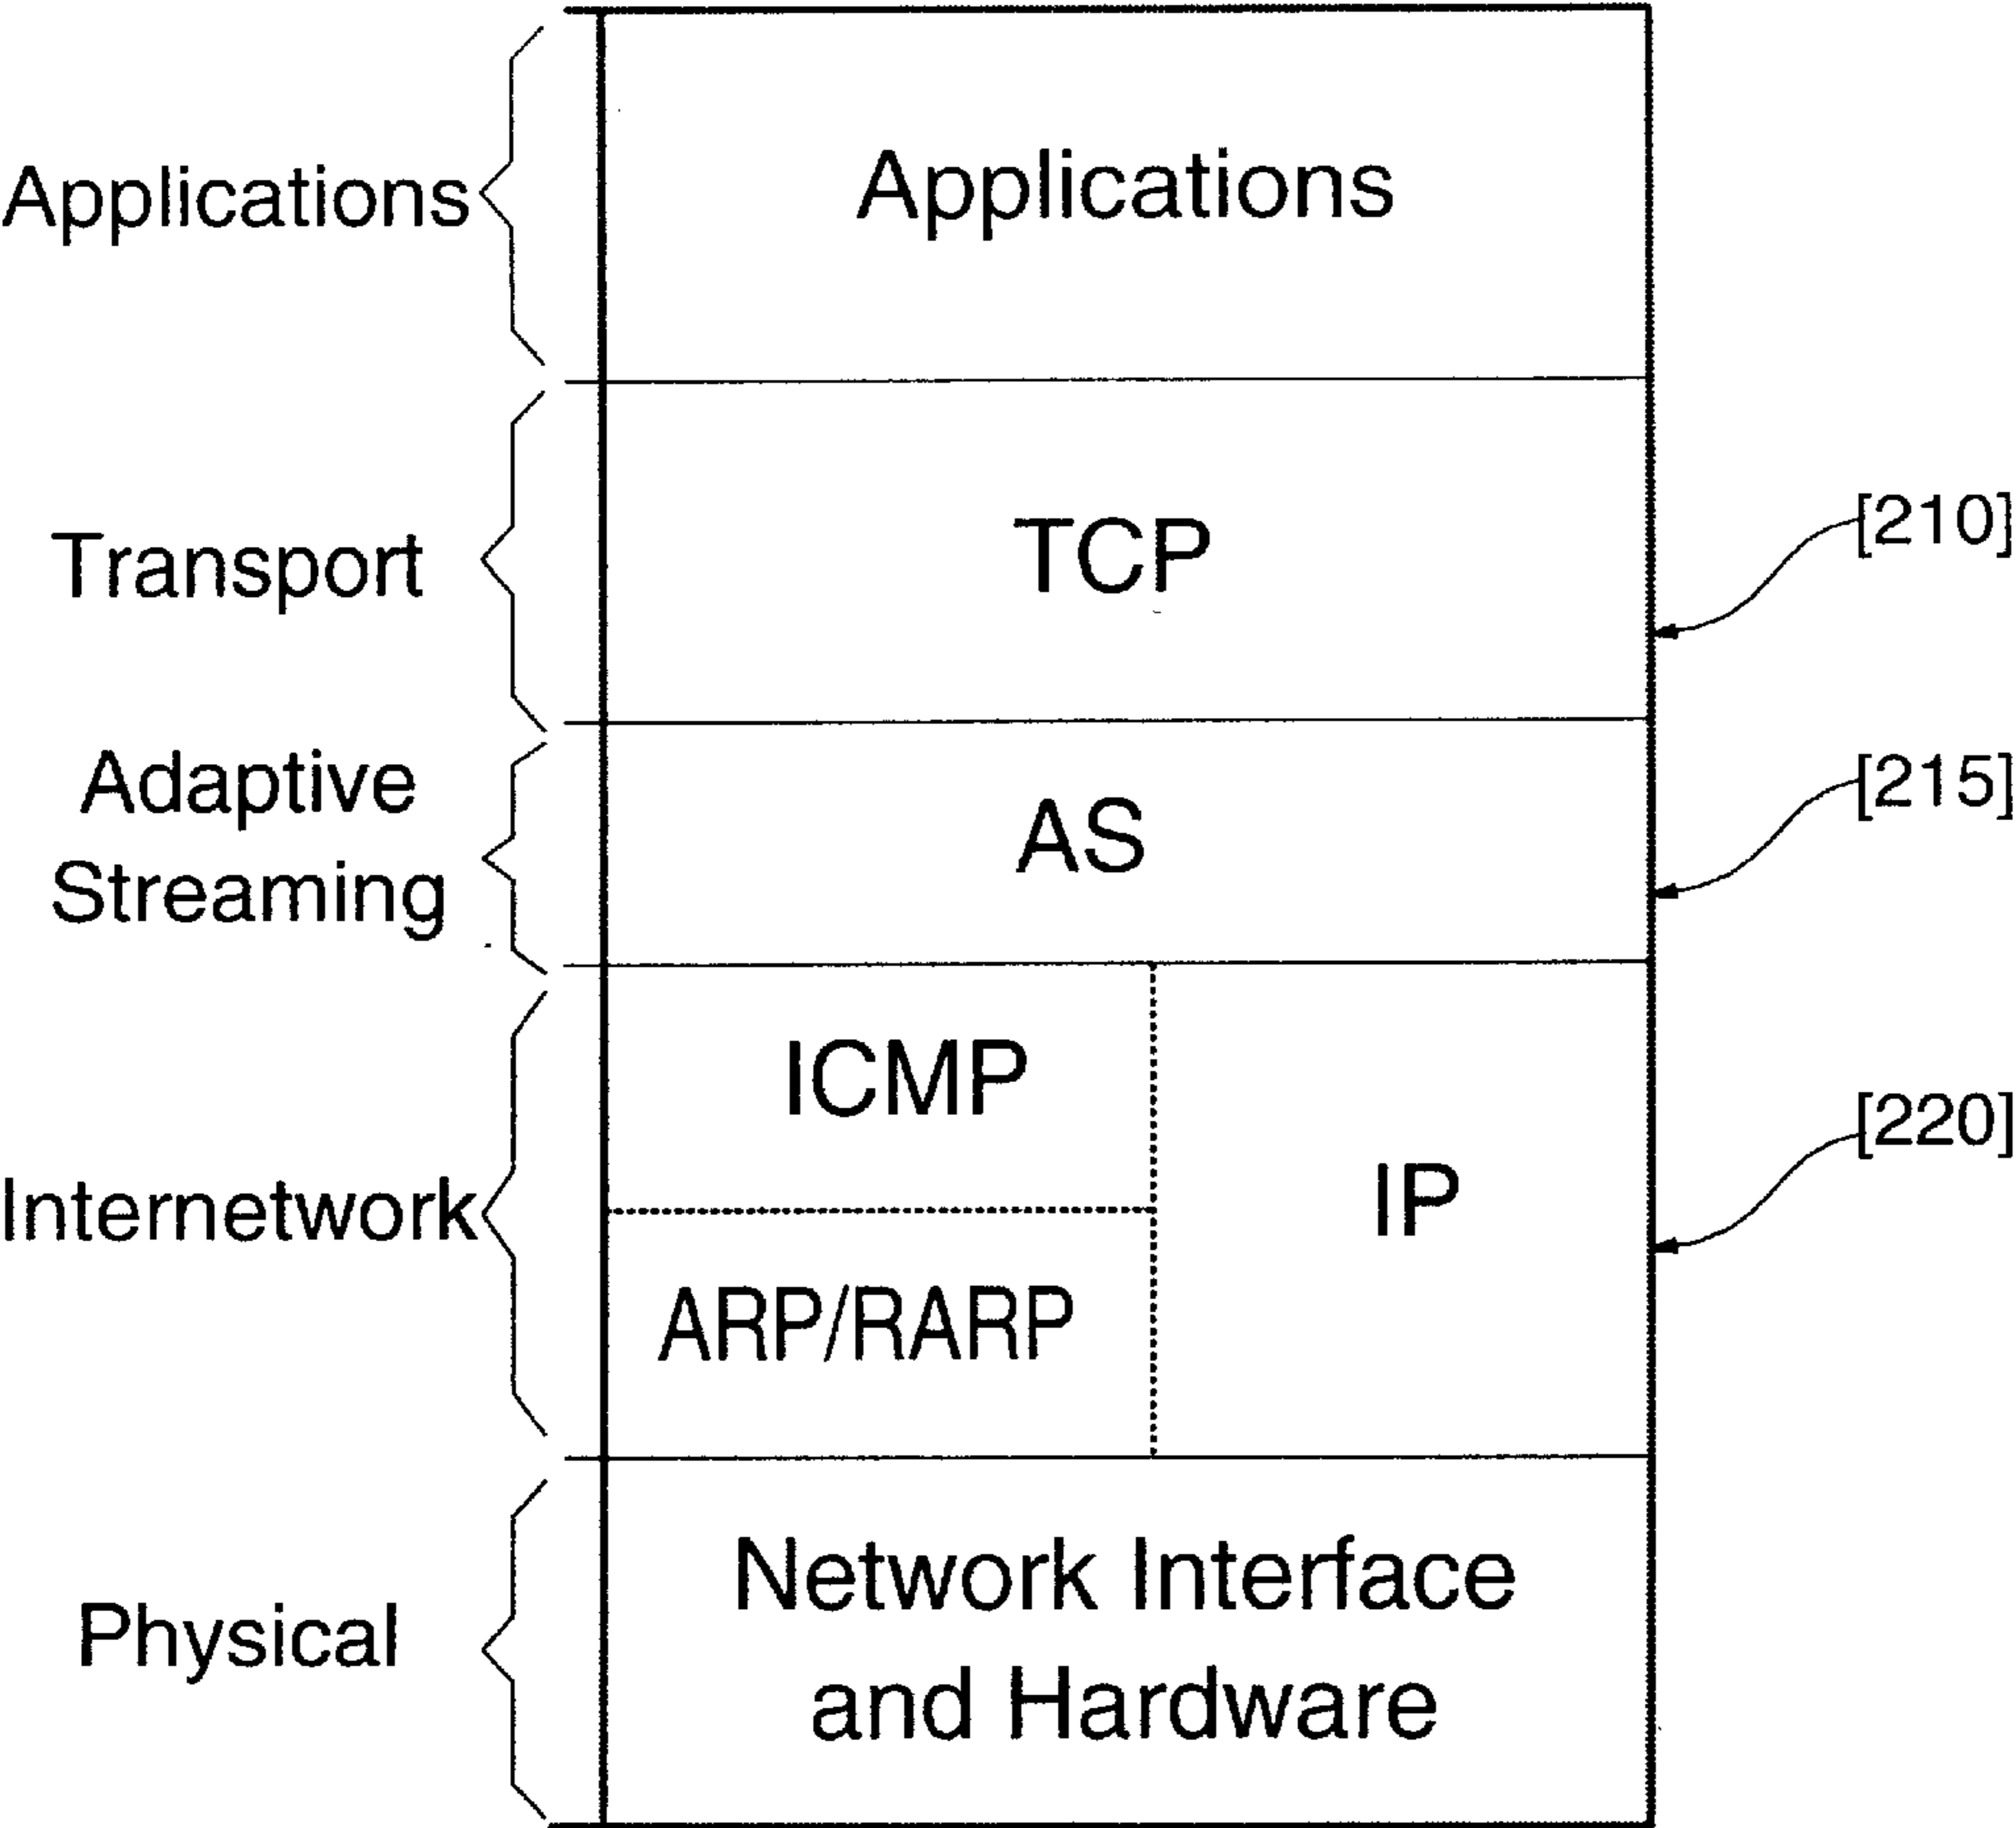 Applications
Applications
Transport
TCP
[210]
Adaptive
Streaming
AS
[215]
Internetwork
ICMP
ARP/RARP
IP
[220]
Physical
Network Interface
and Hardware